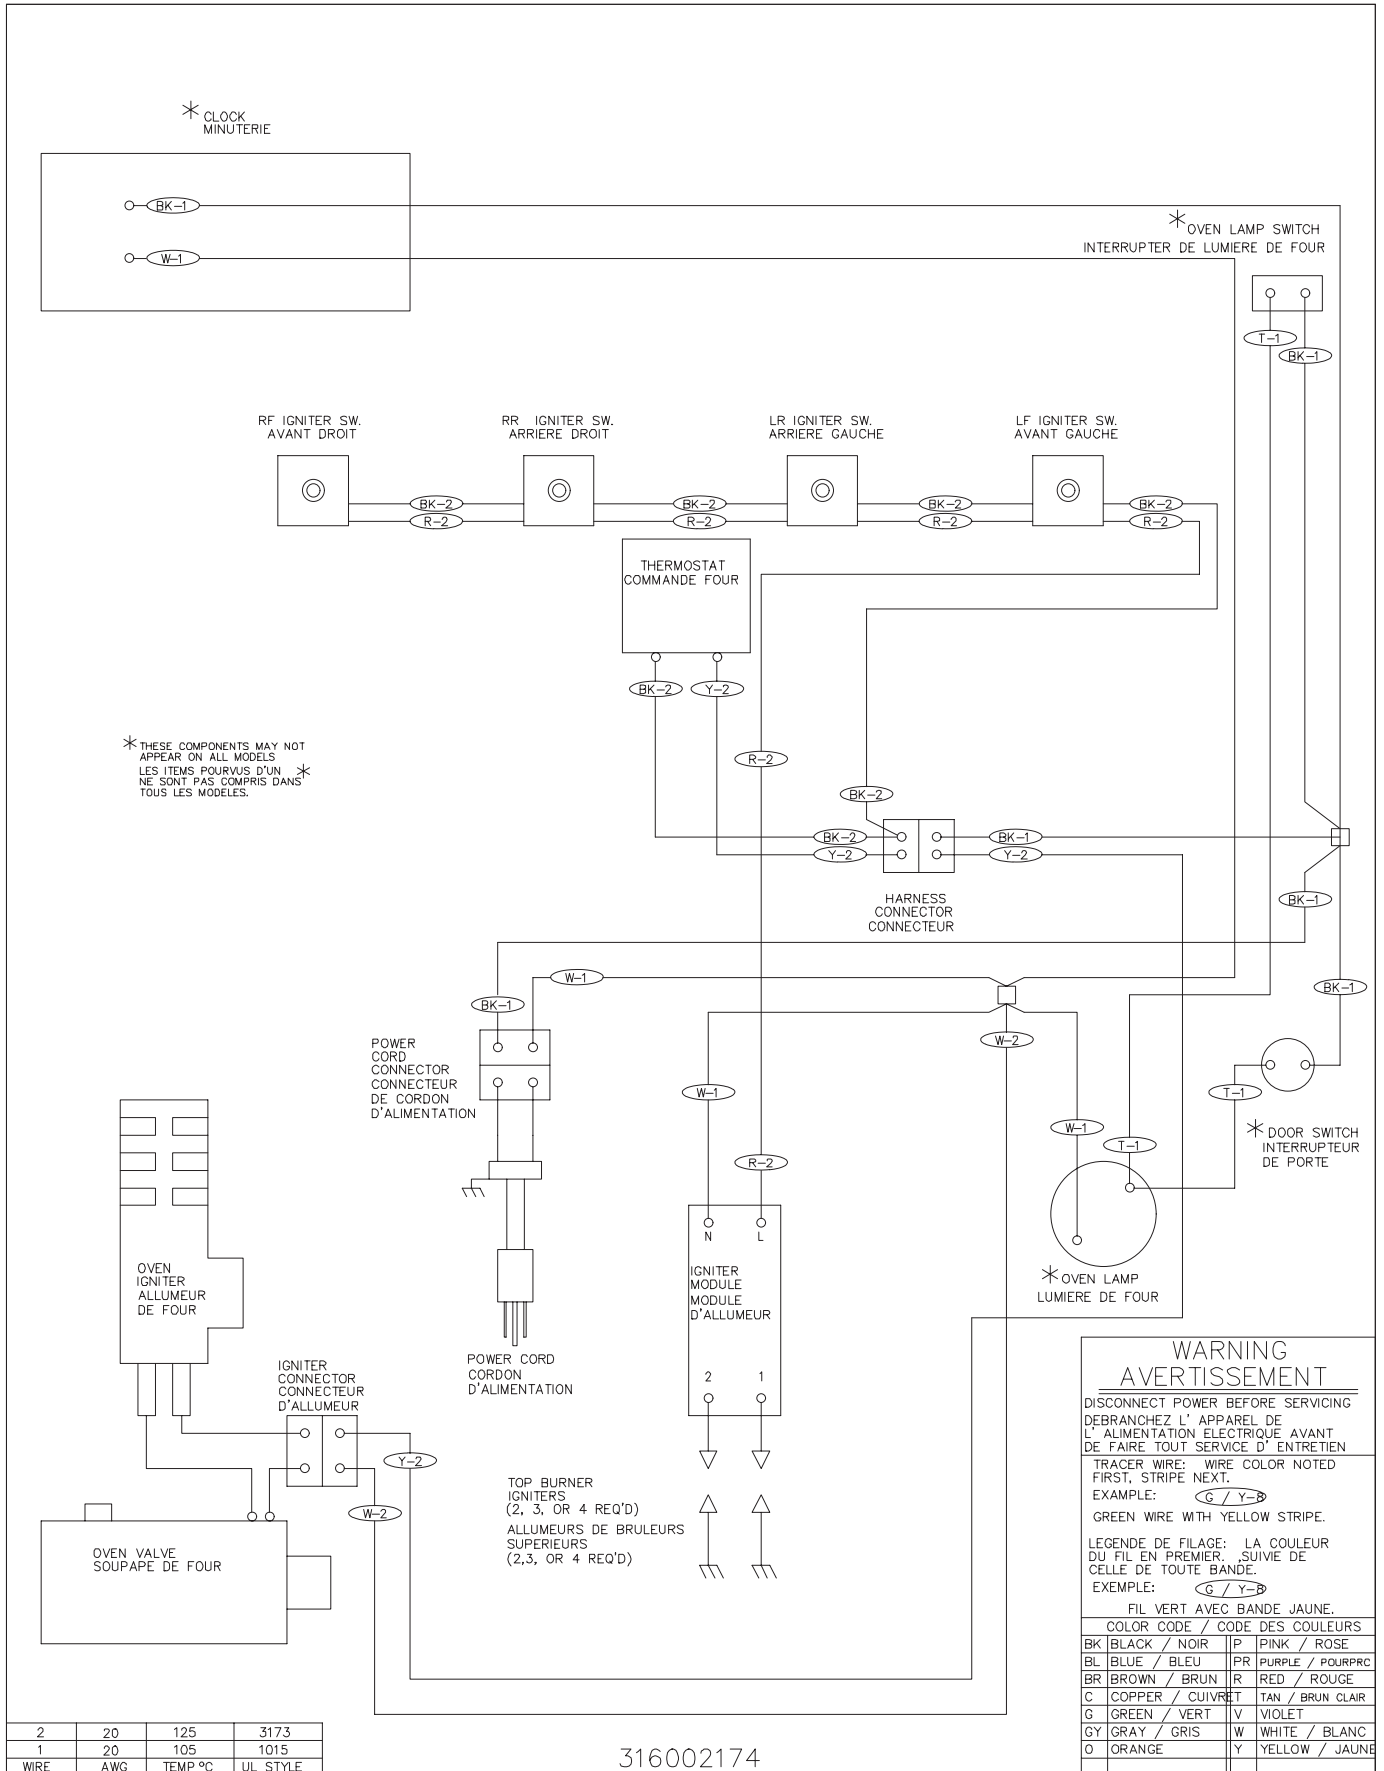 * CLOCK
MINUTERIE
BK-1
W-1
* OVEN LAMP SWITCH
INTERRUPTER DE LUMIERE DE FOUR
T-1
BK-1
RF IGNITER SW.
AVANT DROIT
RR IGNITER SW.
ARRIERE DROIT
LR IGNITER SW.
ARRIERE GAUCHE
LF IGNITER SW.
AVANT GAUCHE
BK-2
R-2
BK-2
R-2
BK-2
R-2
BK-2
R-2
THERMOSTAT
COMMANDE FOUR
BK-2
Y-2
* THESE COMPONENTS MAY NOT
APPEAR ON ALL MODELS
LES ITEMS POURVUS D'UN *
NE SONT PAS COMPRIS DANS
TOUS LES MODELES.
R-2
BK-2
BK-2
Y-2
BK-1
Y-2
HARNESS
CONNECTOR
CONNECTEUR
BK-1
W-1
BK-1
BK-1
W-2
POWER
CORD
CONNECTOR
CONNECTEUR
DE CORDON
D'ALIMENTATION
W-1
T-1
W-1
T-1
* DOOR SWITCH
INTERRUPTEUR
DE PORTE
R-2
N
L
IGNITER
MODULE
MODULE
D'ALLUMEUR
2
1
* OVEN LAMP
LUMIERE DE FOUR
OVEN
IGNITER
ALLUMEUR
DE FOUR
POWER CORD
CORDON
D'ALIMENTATION
IGNITER
CONNECTOR
CONNECTEUR
D'ALLUMEUR
Y-2
W-2
TOP BURNER
IGNITERS
(2, 3, OR 4 REQ'D)
ALLUMEURS DE BRULEURS
SUPERIEURS
(2,3, OR 4 REQ'D)
OVEN VALVE
SOUPAPE DE FOUR
WARNING
AVERTISSEMENT
DISCONNECT POWER BEFORE SERVICING
DEBRANCHEZ L' APPAREL DE
L' ALIMENTATION ELECTRIQUE AVANT
DE FAIRE TOUT SERVICE D' ENTRETIEN
TRACER WIRE: WIRE COLOR NOTED
FIRST, STRIPE NEXT.
EXAMPLE: G / Y-8
GREEN WIRE WITH YELLOW STRIPE.
LEGENDE DE FILAGE: LA COULEUR
DU FIL EN PREMIER. ,SUIVIE DE
CELLE DE TOUTE BANDE.
EXEMPLE: G / Y-8
FIL VERT AVEC BANDE JAUNE.
COLOR CODE / CODE DES COULEURS
BK BLACK / NOIR P PINK / ROSE
BL BLUE / BLEU PR PURPLE / POURPRC
BR BROWN / BRUN R RED / ROUGE
C COPPER / CUIVRE T TAN / BRUN CLAIR
G GREEN / VERT V VIOLET
GY GRAY / GRIS W WHITE / BLANC
O ORANGE Y YELLOW / JAUNE
2 20 125 3173
1 20 105 1015
WIRE AWG TEMP °C UL STYLE
316002174